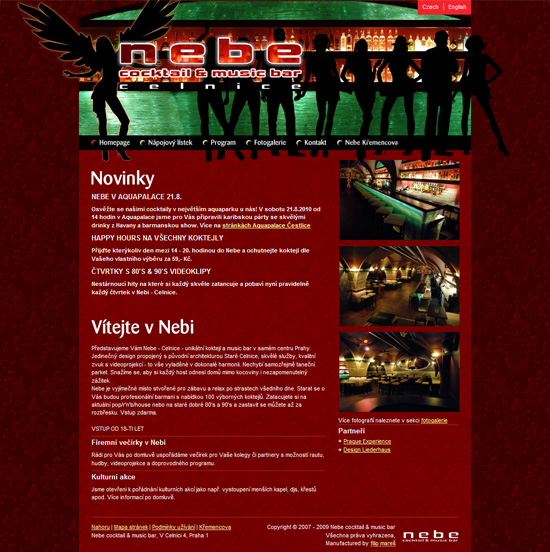 Czech | English
nebe
cocktail & music bar
celnice
Homepage Nápojový lístek Program Fotogalerie Kontakt Nebe Křemencova
Novinky
NEBE V AQUAPALACE 21.8.
Osvěžte se našimi cocktaily v největším aquaparku u nás! V sobotu 21.8.2010 od
14 hodin v Aquapalace jsme pro Vás připravili karibskou párty se skvělými
drinky z Havany a barmanskou show. Více na stránkách Aquapalace Čestlice
HAPPY HOURS NA VŠECHNY KOKTEJLY
Přijďte kterýkoliv den mezi 14 - 20. hodinou do Nebe a ochutnejte koktejl dle
Vašeho vlastního výběru za 59,- Kč.
ČTVRTKY S 80'S & 90'S VIDEOKLIPY
Nestárnoucí hity na které si každý skvěle zatancuje a pobaví nyní pravidelně
každý čtvrtek v Nebi - Celnice.
Vítejte v Nebi
Představujeme Vám Nebe - Celnice - unikátní koktejl a music bar v samém centru Prahy.
Jedinečný design propojený s původní architekturou Staré Celnice, skvělé služby, kvalitní
zvuk s videoprojekcí - to vše vyladěné v dokonalé harmonii. Nechybí samozřejmě taneční
parket. Snažíme se, aby si každý host odnesl domů mimo kocoviny i nezapomenutelný
zážitek.
Nebe je vyjímečné místo stvořené pro zábavu a relax po strastech všedního dne. Starat se o
Vás budou profesionální barmani s nabídkou 100 výborných koktejlů. Zatacujete si na
aktuální pop/r'n'b/house nebo na staré dobré 80's a 90's a zastavit se můžete až za
rozbřesku. Vstup zdarma.
VSTUP OD 18-TI LET
Firemní večírky v Nebi
Rádi pro Vás po domluvě uspořádáme večírek pro Vaše kolegy či partnery s možností rautu,
hudby, videoprojekce a doprovodného programu.
Kulturní akce
Jsme otevřeni k pořádnání kulturních akcí jako např. vystoupení menších kapel, djs, křestů
apod. Více informací po domluvě.
Více fotografií naleznete v sekci fotogalerie
Partneři
Prague Experience
Design Liederhaus
Nahoru | Mapa stránek | Podmínky užívání | Křemencova
Nebe cocktail & music bar, V Celnici 4, Praha 1
Copyright © 2007 - 2009 Nebe cocktail & music bar
Všechna práva vyhrazena,
Manufactured by filip mareš
nebe
cocktail & music bar